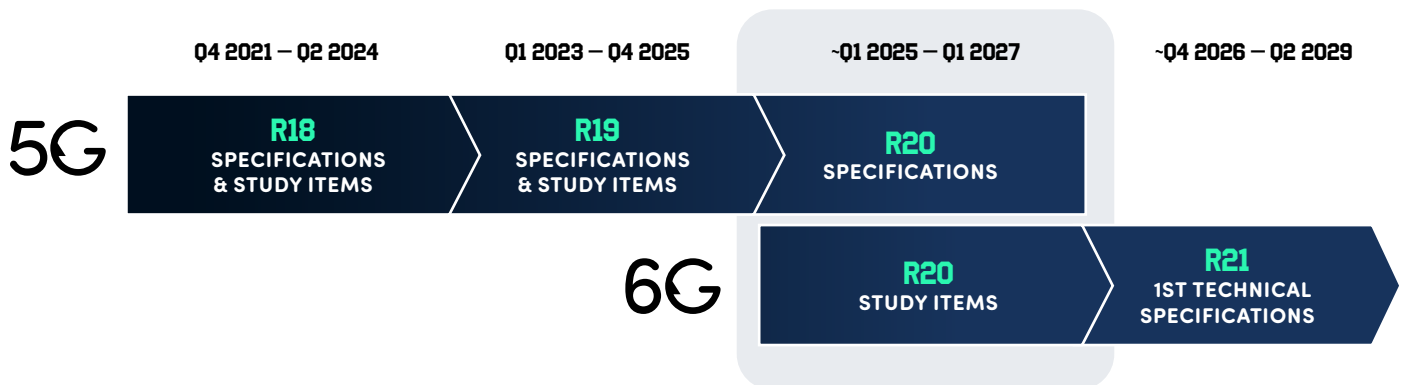 Q4 2021 – Q2 2024
Q1 2023 – Q4 2025
~Q1 2025 – Q1 2027
~Q4 2026 – Q2 2029
5G
R18
SPECIFICATIONS
& STUDY ITEMS
R19
SPECIFICATIONS
& STUDY ITEMS
R20
SPECIFICATIONS
6G
R20
STUDY ITEMS
R21
1ST TECHNICAL
SPECIFICATIONS